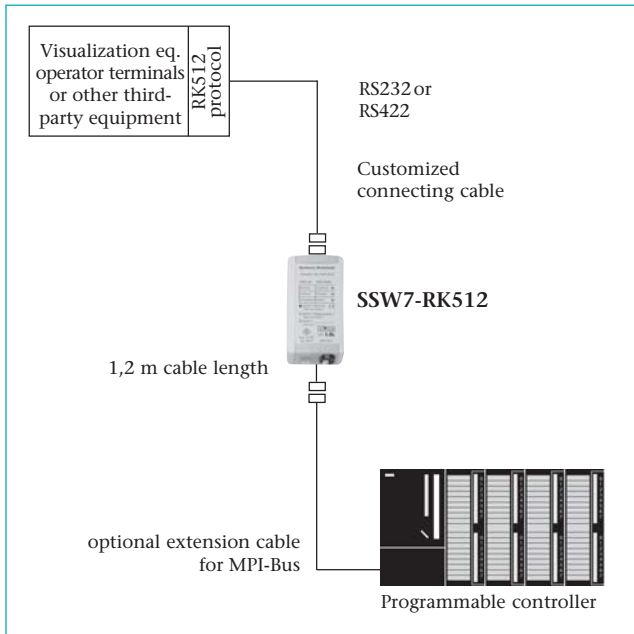 Visualization eq.
operator terminals
or other third-
party equipment
RK512
protocol
RS232 or
RS422
Customized
connecting cable
SSW7-RK512
1,2 m cable length
optional extension cable
for MPI-Bus
Programmable controller